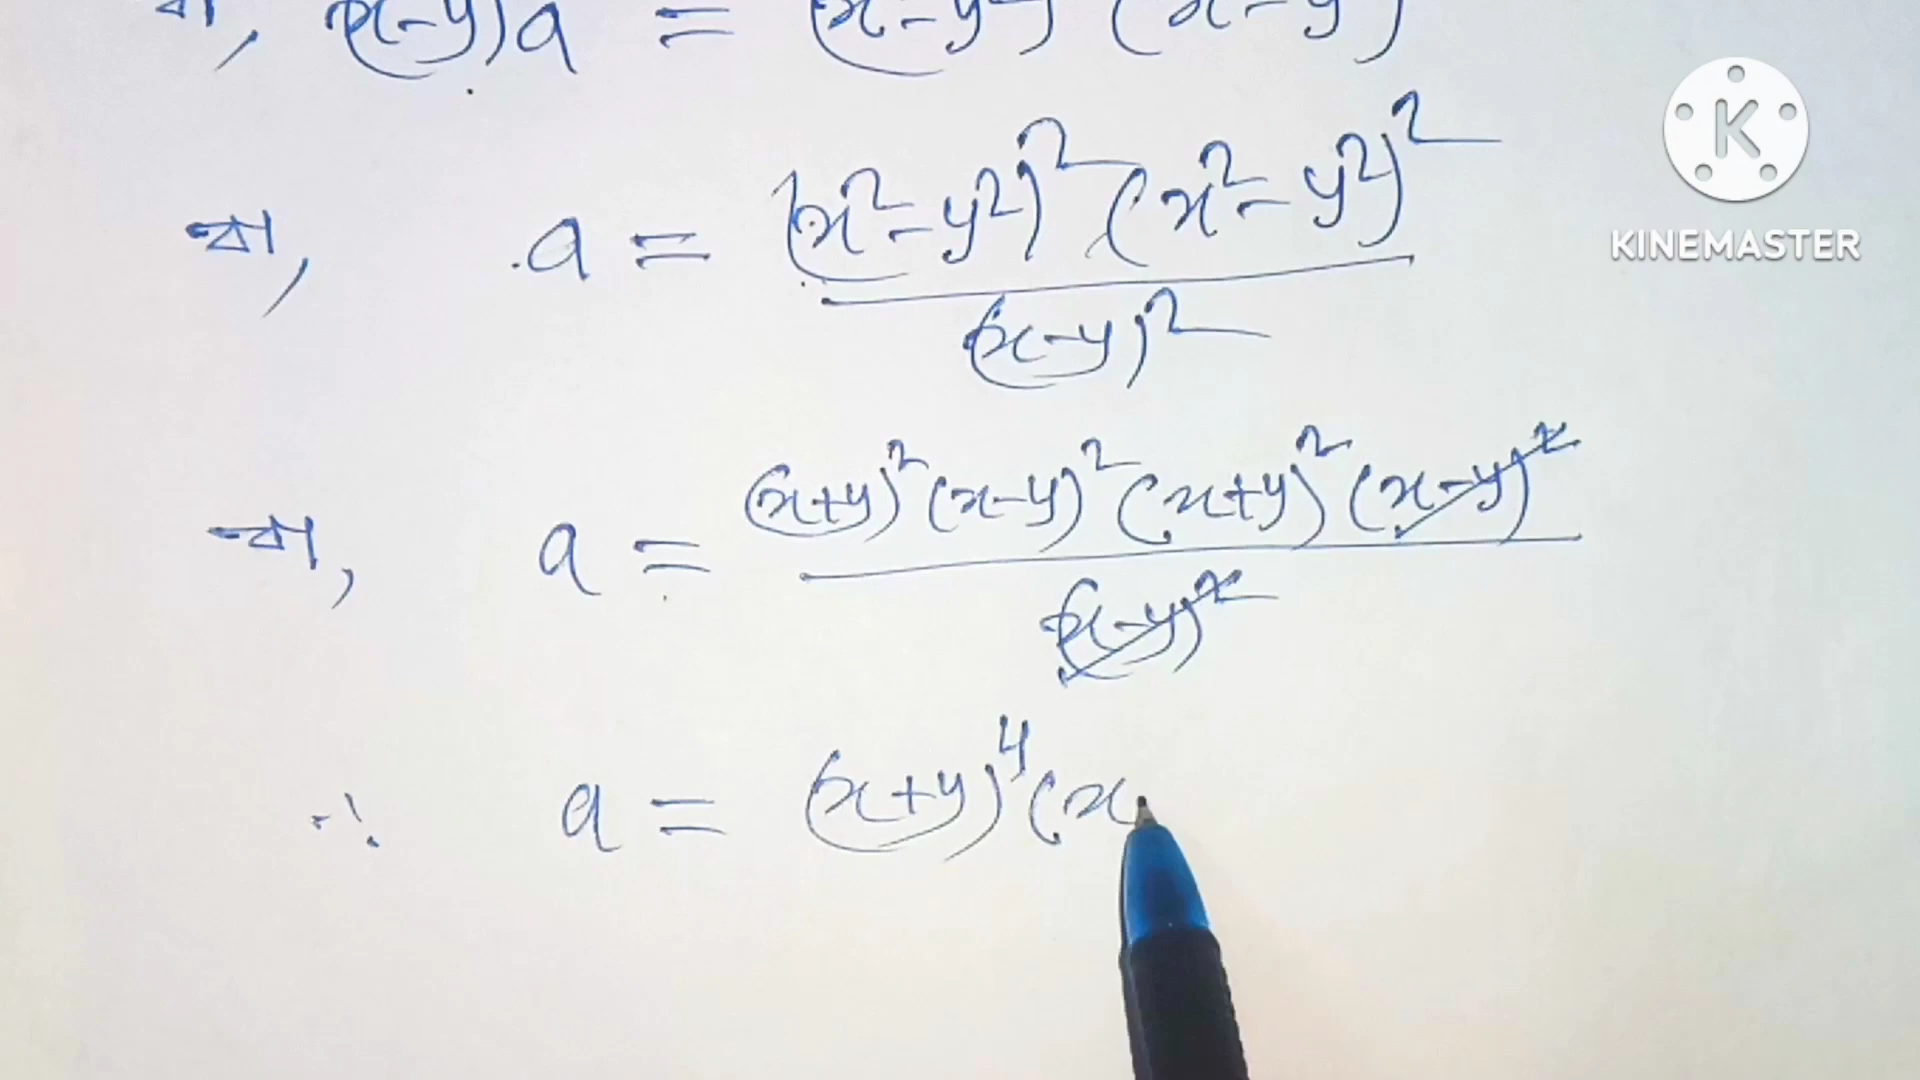 বা, (x-y)a = (x-y) (x-y)
বা, a = (x²-y²)² (x²-y²)² / (x-y)²
K
KINEMASTER
বা, a = (x+y)² (x-y)² (x+y)² (x-y)² / (x-y)²
∴ a = (x+y)⁴ (x